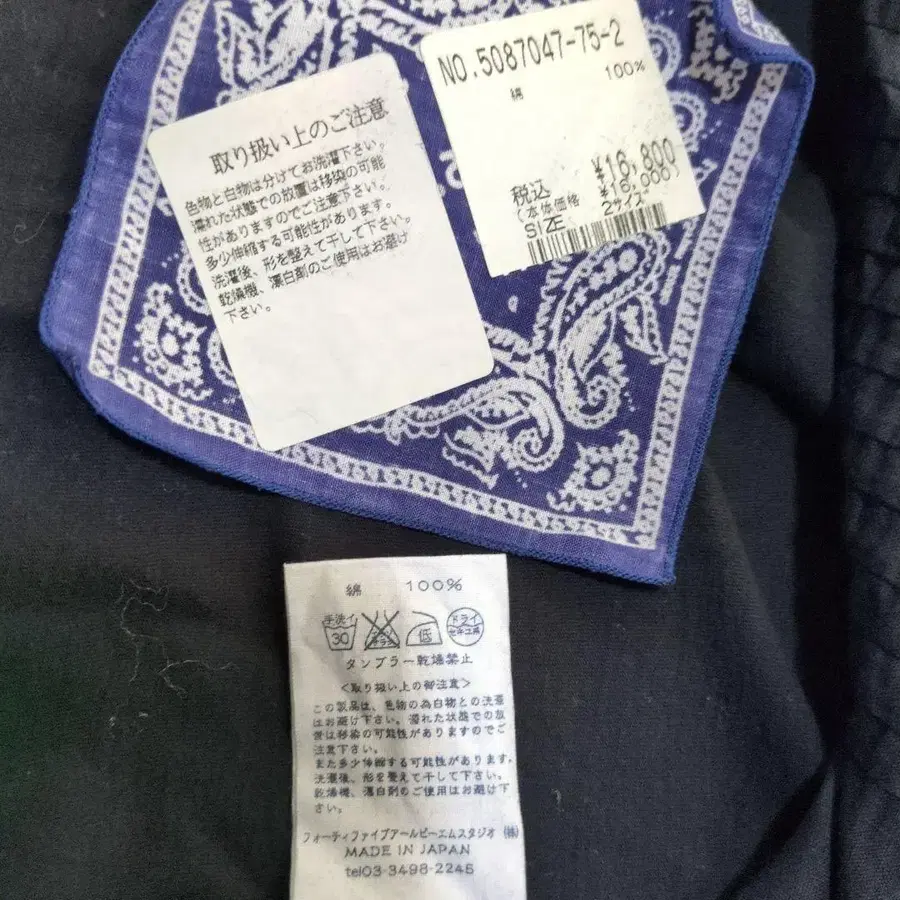 NO.5087047-75-2
綿 100%
¥16,800
税込 ¥16,000)
(本体価格
SIZE 2サイズ
取り扱い上のご注意
色物と白物は分けてお洗濯下さい。
濡れた状態での放置は移染の可能
性がありますのでご注意下さい。
多少伸縮する可能性があります。
洗濯後、形を整えて干して下さい。
乾燥機、漂白剤のご使用はお避け
下さい。
綿 100%
手洗イ
30
低
ドライ
セキユ系
タンブラー乾燥禁止
<取り扱い上の御注意>
この製品は、色物の為白物との洗濯
はお避け下さい。濡れた状態での放
置は移染の可能性がありますのでご
注意下さい。
また多少伸縮する可能性があります。
洗濯後、形を整えて干して下さい。
乾燥機、漂白剤のご使用はお避け下
さい。
フォーティファイブアールピーエムスタジオ (株)
MADE IN JAPAN
tel03-3498-2245